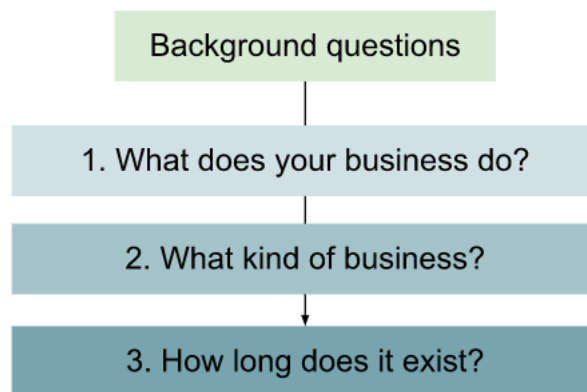 Background questions
1. What does your business do?
2. What kind of business?
3. How long does it exist?